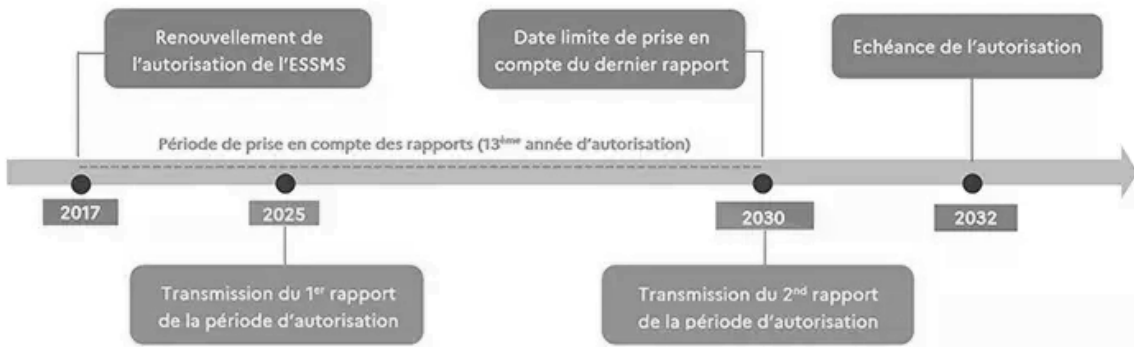 Renouvellement de
l'autorisation de l'ESSMS
Date limite de prise en
compte du dernier rapport
Echéance de l'autorisation
Période de prise en compte des rapports (13ème année d'autorisation)
2017
2025
2030
2032
Transmission du 1er rapport
de la période d'autorisation
Transmission du 2nd rapport
de la période d'autorisation